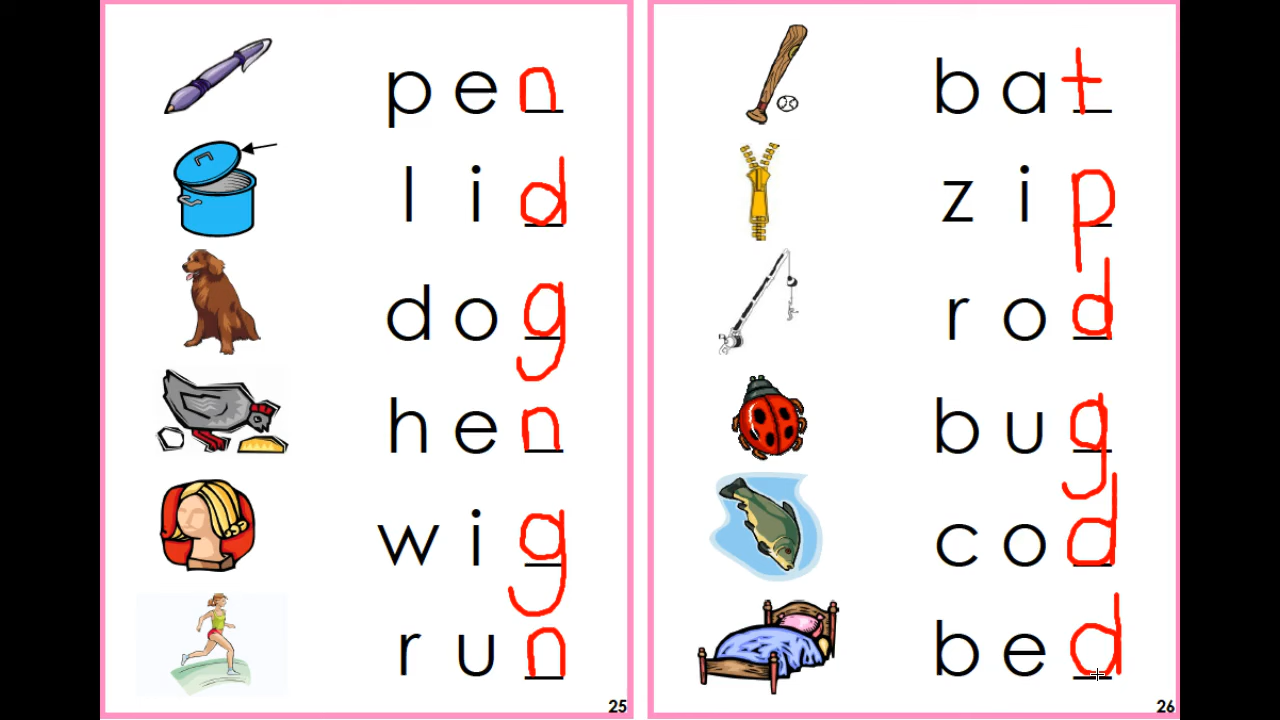 pen
lid
dog
hen
wig
run
25
bat
zip
rod
bug
cod
bed
26